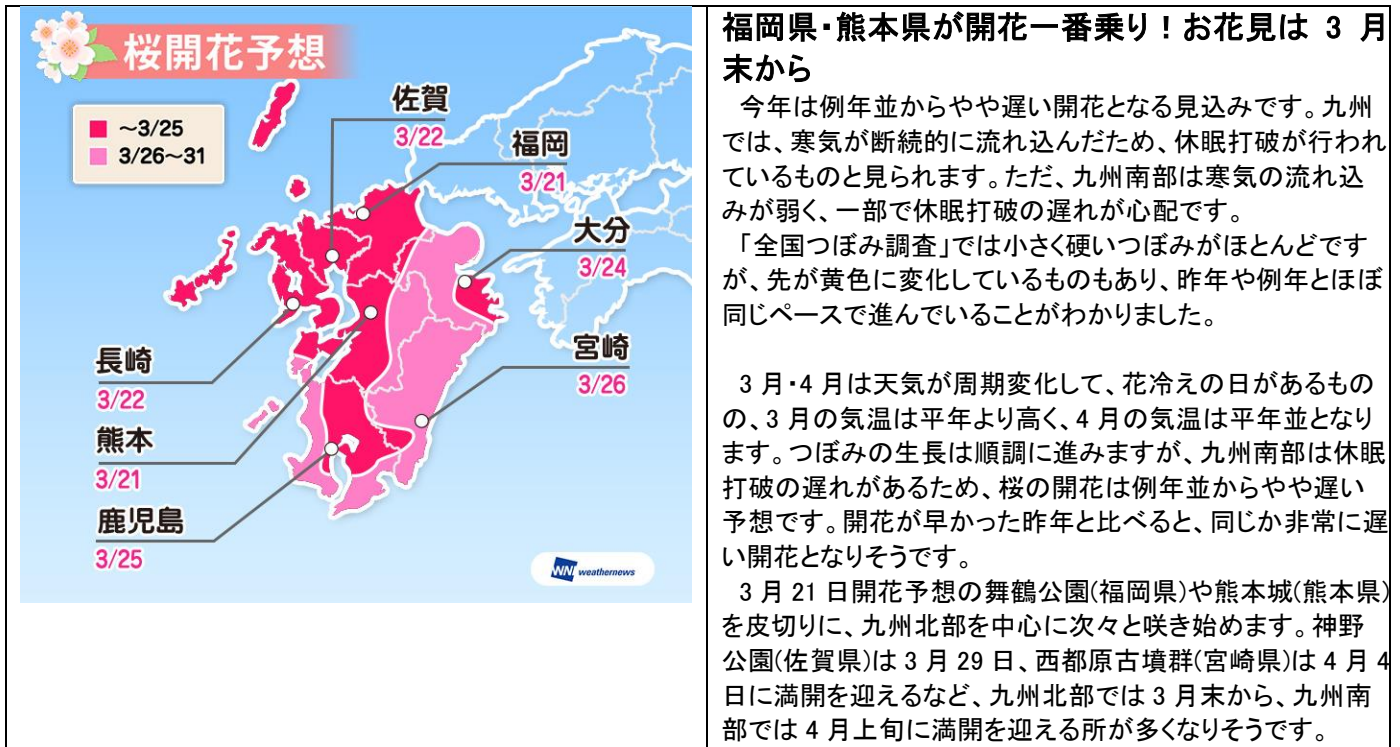 桜開花予想
～3/25
3/26～31
佐賀
3/22
福岡
3/21
大分
3/24
宮崎
3/26
長崎
3/22
熊本
3/21
鹿児島
3/25
WNI weathernews
福岡県・熊本県が開花一番乗り！お花見は 3 月
末から
今年は例年並からやや遅い開花となる見込みです。九州
では、寒気が断続的に流れ込んだため、休眠打破が行われ
ているものと見られます。ただ、九州南部は寒気の流れ込
みが弱く、一部で休眠打破の遅れが心配です。
「全国つぼみ調査」では小さく硬いつぼみがほとんどです
が、先が黄色に変化しているものもあり、昨年や例年とほぼ
同じペースで進んでいることがわかりました。
3 月・4 月は天気が周期変化して、花冷えの日があるもの
の、3 月の気温は平年より高く、4 月の気温は平年並となり
ます。つぼみの生長は順調に進みますが、九州南部は休眠
打破の遅れがあるため、桜の開花は例年並からやや遅い
予想です。開花が早かった昨年と比べると、同じか非常に遅
い開花となりそうです。
3 月 21 日開花予想の舞鶴公園(福岡県)や熊本城(熊本県)
を皮切りに、九州北部を中心に次々と咲き始めます。神野
公園(佐賀県)は 3 月 29 日、西都原古墳群(宮崎県)は 4 月 4
日に満開を迎えるなど、九州北部では 3 月末から、九州南
部では 4 月上旬に満開を迎える所が多くなりそうです。